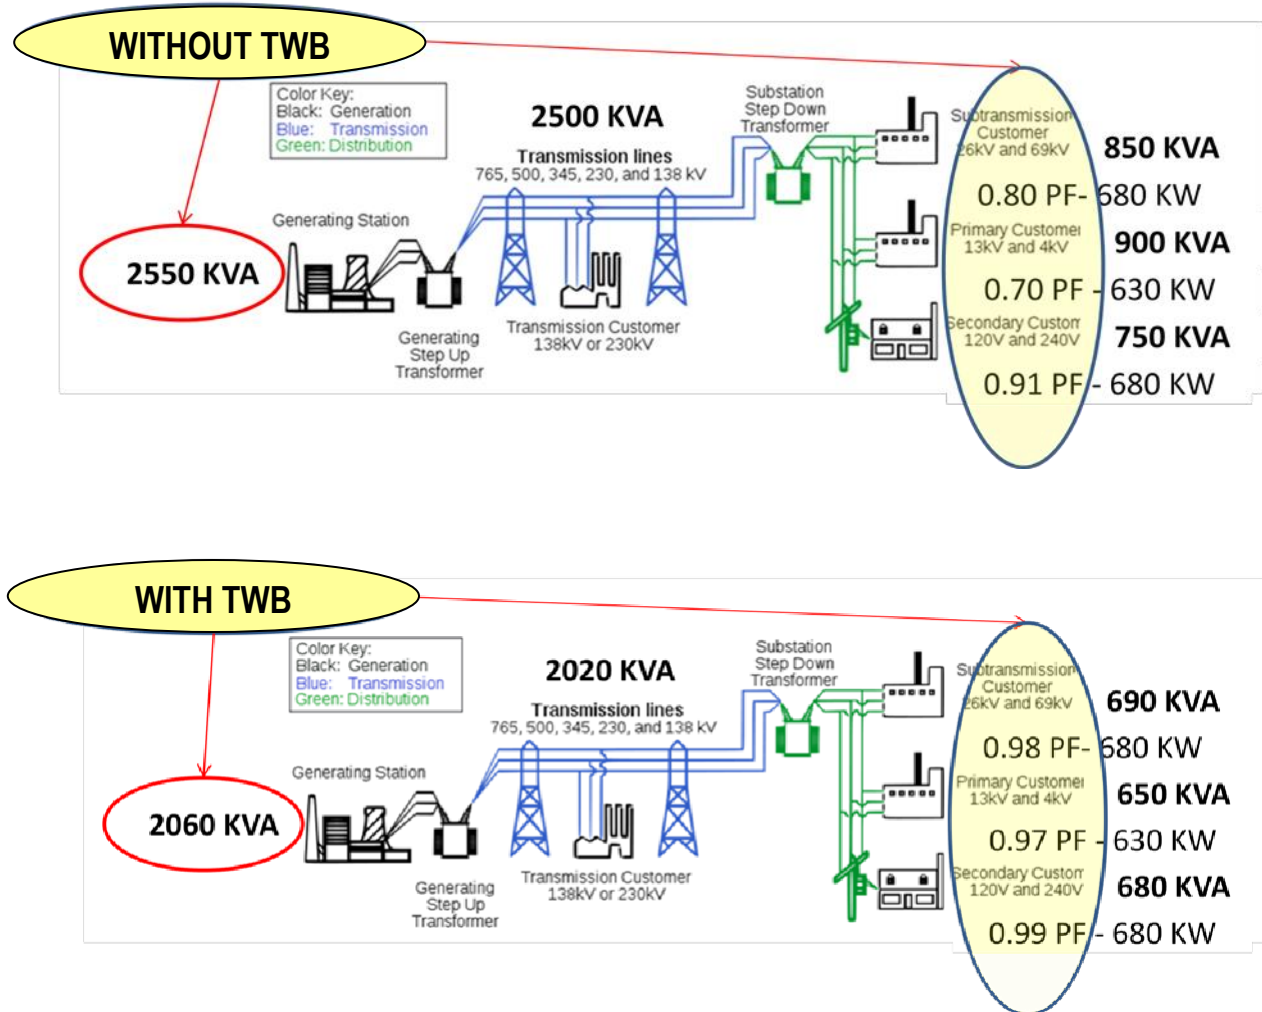 WITHOUT TWB
Color Key:
Black: Generation
Blue: Transmission
Green: Distribution
2500 KVA
Transmission lines
765, 500, 345, 230, and 138 kV
Substation
Step Down
Transformer
Subtransmission
Customer
26kV and 69kV
850 KVA
0.80 PF- 680 KW
Generating Station
2550 KVA
Primary Customer
13kV and 4kV
900 KVA
0.70 PF - 630 KW
Generating
Step Up
Transformer
Transmission Customer
138kV or 230kV
Secondary Custom
120V and 240V
750 KVA
0.91 PF - 680 KW
WITH TWB
Color Key:
Black: Generation
Blue: Transmission
Green: Distribution
2020 KVA
Transmission lines
765, 500, 345, 230, and 138 kV
Substation
Step Down
Transformer
Subtransmission
Customer
26kV and 69kV
690 KVA
0.98 PF- 680 KW
Generating Station
2060 KVA
Primary Customer
13kV and 4kV
650 KVA
0.97 PF - 630 KW
Generating
Step Up
Transformer
Transmission Customer
138kV or 230kV
Secondary Custom
120V and 240V
680 KVA
0.99 PF - 680 KW